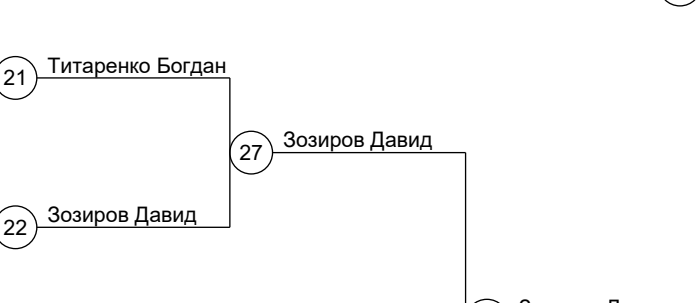 21 Титаренко Богдан
27 Зозиров Давид
22 Зозиров Давид